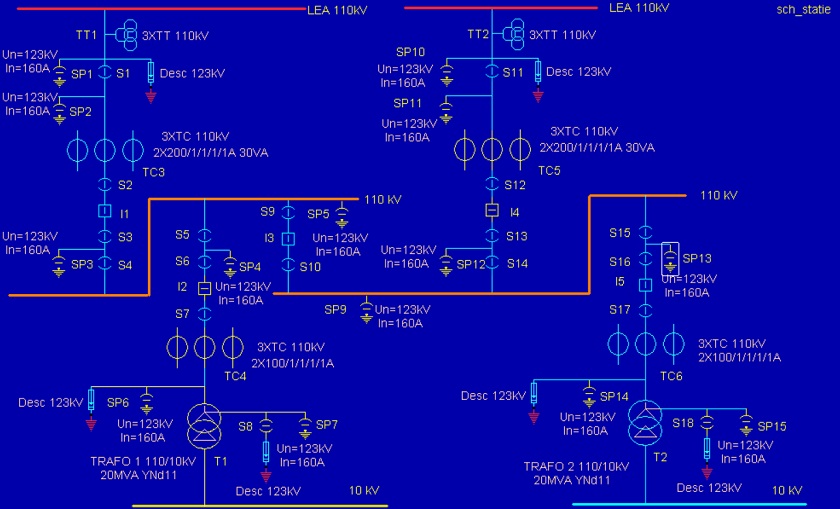 LEA 110kV
LEA 110kV
sch_statie
TT1
3XTT 110kV
TT2
3XTT 110kV
Un=123kV
In=160A
SP1
S1
Desc 123kV
SP10
Un=123kV
In=160A
S11
Desc 123kV
Un=123kV
In=160A
SP2
SP11
Un=123kV
In=160A
3XTC 110kV
2X200/1/1/1/1A 30VA
TC3
3XTC 110kV
2X200/1/1/1/1A 30VA
TC5
S2
S12
110 kV
110 kV
I1
S9
SP5
I4
S3
S5
I3
Un=123kV
In=160A
S13
S15
Un=123kV
In=160A
SP3
S4
S6
SP4
S10
Un=123kV
In=160A
SP12
S14
S16
SP13
I2
Un=123kV
In=160A
I5
Un=123kV
In=160A
S7
SP9
Un=123kV
In=160A
S17
3XTC 110kV
2X100/1/1/1/1A
TC4
3XTC 110kV
2X100/1/1/1/1A
TC6
Desc 123kV
SP6
Un=123kV
In=160A
S8
SP7
Un=123kV
In=160A
Desc 123kV
SP14
Un=123kV
In=160A
S18
SP15
Un=123kV
In=160A
TRAFO 1 110/10kV
20MVA YNd11
T1
TRAFO 2 110/10kV
20MVA YNd11
T2
Desc 123kV
10 kV
Desc 123kV
10 kV